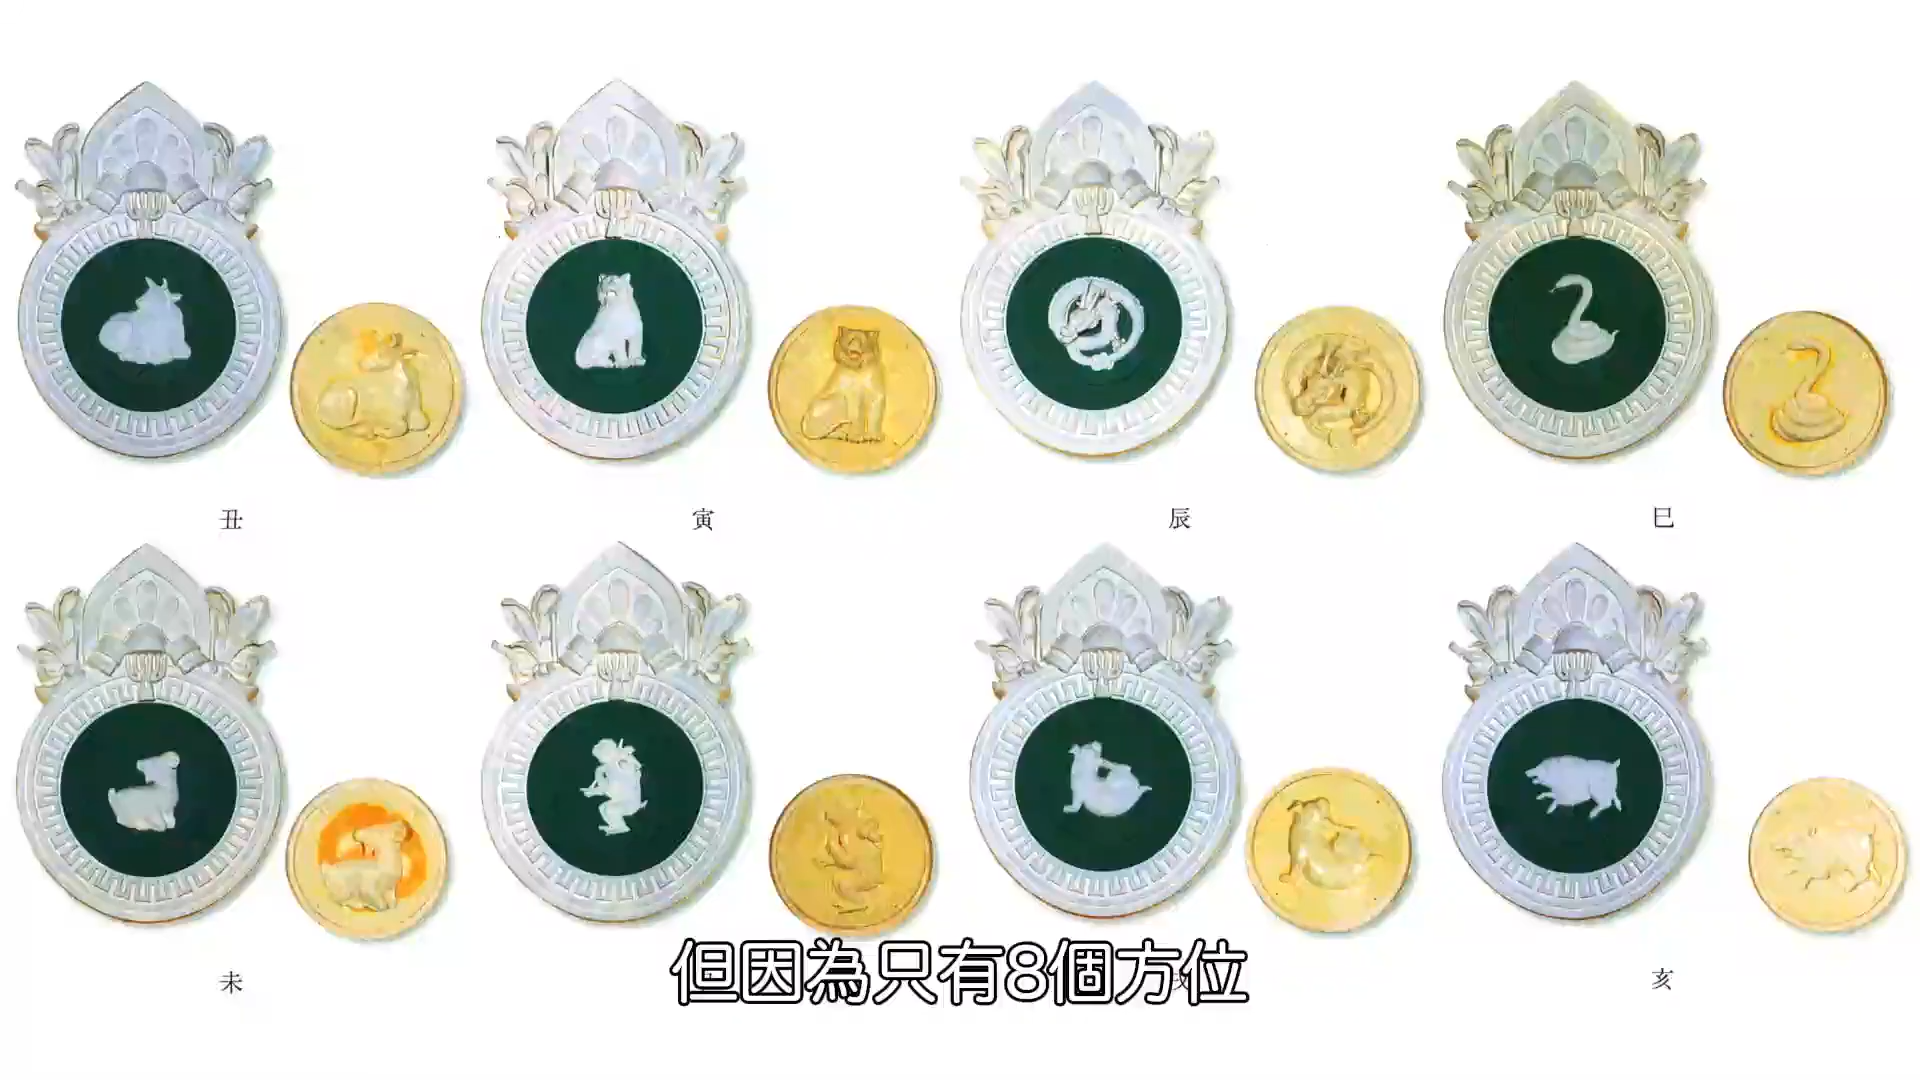 丑 寅 辰 巳
未 亥
但因為只有8個方位